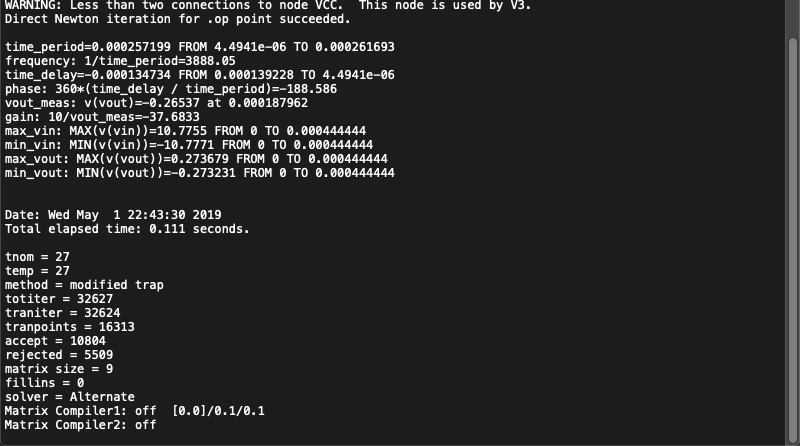 WARNING: Less than two connections to node VCC.  This node is used by V3.
Direct Newton iteration for .op point succeeded.
time_period=0.000257199 FROM 4.4941e-06 TO 0.000261693
frequency: 1/time_period=3888.05
time_delay=-0.000134734 FROM 0.000139228 TO 4.4941e-06
phase: 360*(time_delay / time_period)=-188.586
vout_meas: v(vout)=-0.26537 at 0.000187962
gain: 10/vout_meas=-37.6833
max_vin: MAX(v(vin))=10.7755 FROM 0 TO 0.000444444
min_vin: MIN(v(vin))=-10.7771 FROM 0 TO 0.000444444
max_vout: MAX(v(vout))=0.273679 FROM 0 TO 0.000444444
min_vout: MIN(v(vout))=-0.273231 FROM 0 TO 0.000444444
Date: Wed May  1 22:43:30 2019
Total elapsed time: 0.111 seconds.
tnom = 27
temp = 27
method = modified trap
totiter = 32627
traniter = 32624
tranpoints = 16313
accept = 10804
rejected = 5509
matrix size = 9
fillins = 0
solver = Alternate
Matrix Compiler1: off  [0.0]/0.1/0.1
Matrix Compiler2: off